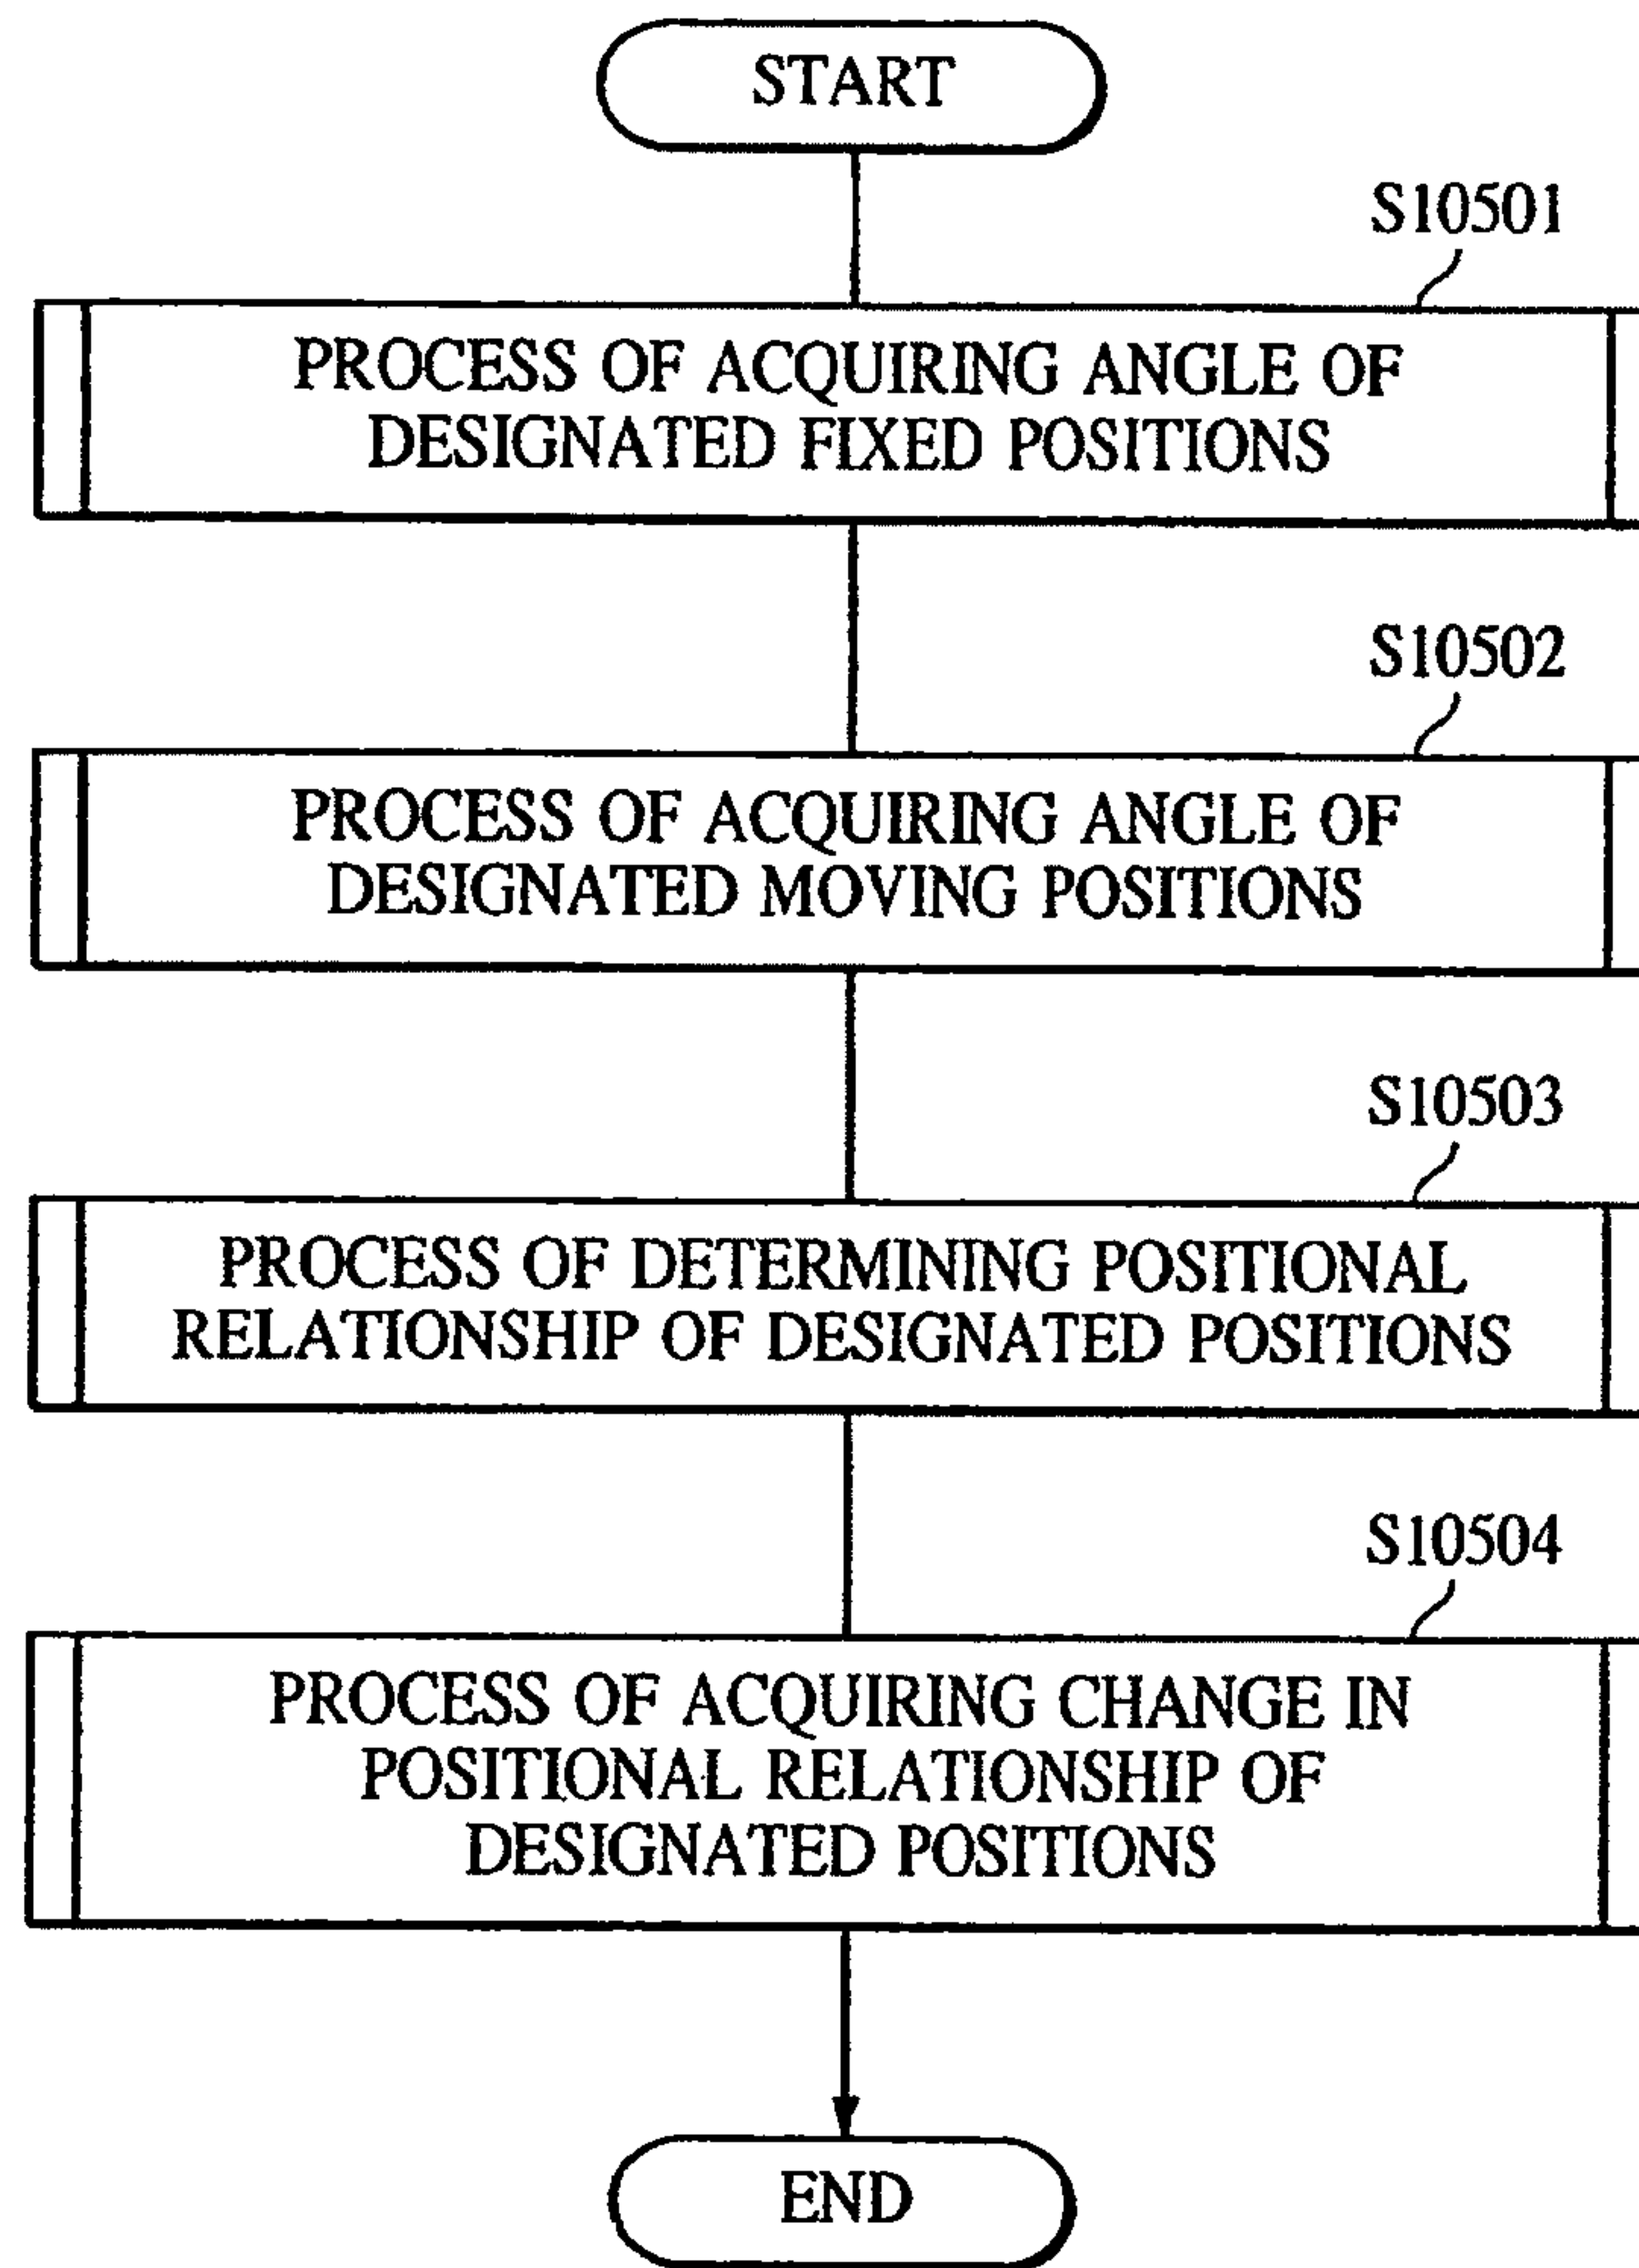 START
S10501
PROCESS OF ACQUIRING ANGLE OF
DESIGNATED FIXED POSITIONS
S10502
PROCESS OF ACQUIRING ANGLE OF
DESIGNATED MOVING POSITIONS
S10503
PROCESS OF DETERMINING POSITIONAL
RELATIONSHIP OF DESIGNATED POSITIONS
S10504
PROCESS OF ACQUIRING CHANGE IN
POSITIONAL RELATIONSHIP OF
DESIGNATED POSITIONS
END